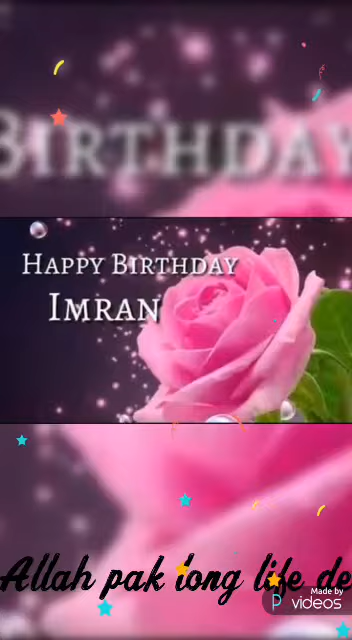 BIRTHDAY
HAPPY BIRTHDAY
IMRAN
Allah pak long life de
Made by
videos